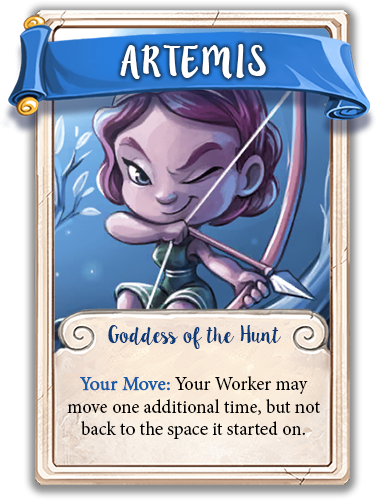 ARTEMIS
Goddess of the Hunt
Your Move: Your Worker may
move one additional time, but not
back to the space it started on.